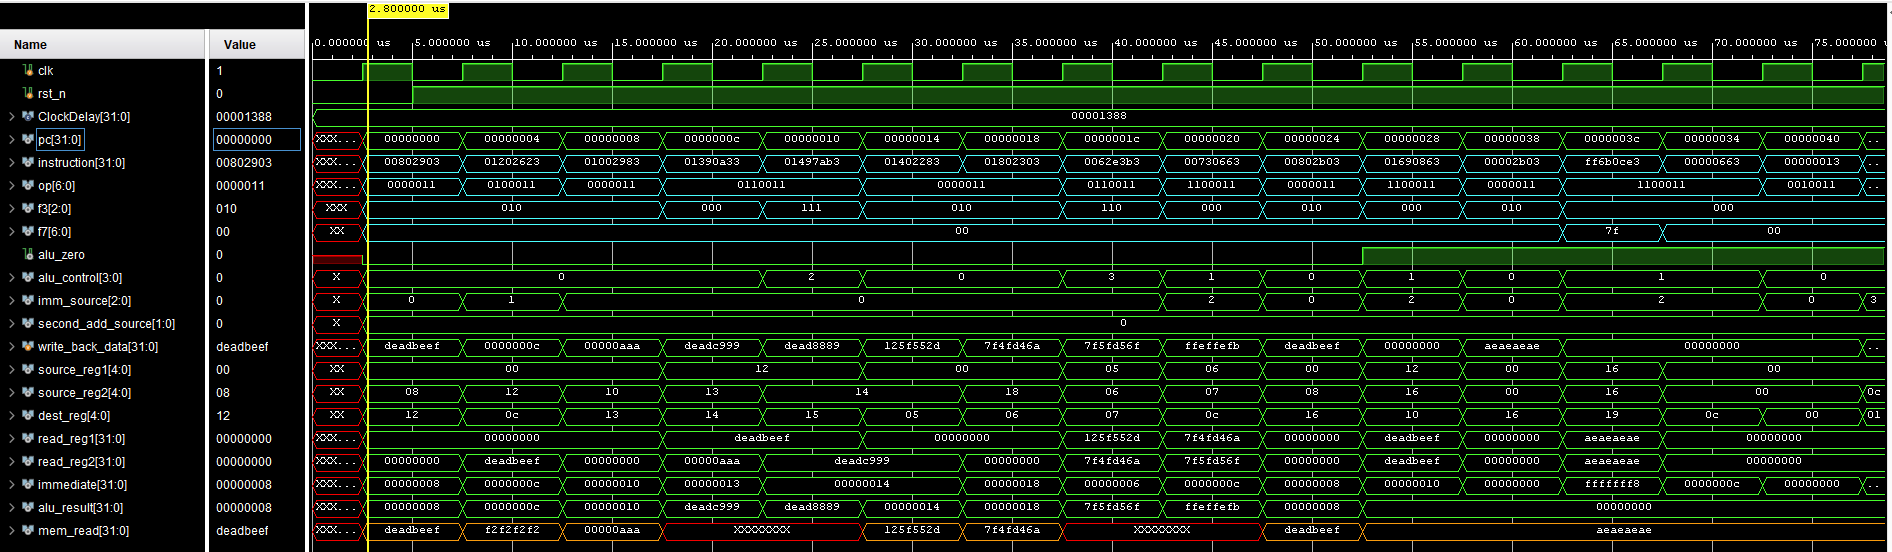 2.800000 us
Name Value 0.000000 us 5.000000 us 10.000000 us 15.000000 us 20.000000 us 25.000000 us 30.000000 us 35.000000 us 40.000000 us 45.000000 us 50.000000 us 55.000000 us 60.000000 us 65.000000 us 70.000000 us 75.000000
clk 1
rst_n 0
ClockDelay[31:0] 00001388 00001388
pc[31:0] 00000000 XXX... 00000000 00000004 00000008 0000000c 00000010 00000014 00000018 0000001c 00000020 00000024 00000028 00000038 0000003c 00000034 00000040 ..
instruction[31:0] 00802903 XXX... 00802903 01202623 01002983 01390a33 01497ab3 01402283 01802303 0062e3b3 00730663 00802b03 01690863 00002b03 ff6b0ce3 00000663 00000013 ..
op[6:0] 0000011 XXX... 0000011 0100011 0000011 0110011 0000011 0110011 1100011 0000011 1100011 0000011 1100011 0010011 ..
f3[2:0] 010 XXX 010 000 111 010 110 000 010 000 010 000
f7[6:0] 00 XX 00 7f 00
alu_zero 0
alu_control[3:0] 0 X 0 2 0 3 1 0 1 0 1 0
imm_source[2:0] 0 X 0 1 0 2 0 2 0 2 0 3
second_add_source[1:0] 0 X 0
write_back_data[31:0] deadbeef XXX... deadbeef 0000000c 00000aaa deadc999 dead8889 125f552d 7f4fd46a 7f5fd56f ffeffefb deadbeef 00000000 aeaeaeae 00000000 ..
source_reg1[4:0] 00 XX 00 12 00 05 06 00 12 00 16 00
source_reg2[4:0] 08 XX 08 12 10 13 14 18 06 07 08 16 00 16 00 0c
dest_reg[4:0] 12 XX 12 0c 13 14 15 05 06 07 0c 16 10 16 19 0c 00 01
read_reg1[31:0] 00000000 XXX... 00000000 deadbeef 00000000 125f552d 7f4fd46a 00000000 deadbeef 00000000 aeaeaeae 00000000
read_reg2[31:0] 00000000 XXX... 00000000 deadbeef 00000000 00000aaa deadc999 00000000 7f4fd46a 7f5fd56f 00000000 deadbeef 00000000 aeaeaeae 00000000
immediate[31:0] 00000008 XXX... 00000008 0000000c 00000010 00000013 00000014 00000018 00000006 0000000c 00000008 00000010 00000000 fffffff8 0000000c 00000000 ..
alu_result[31:0] 00000008 XXX... 00000008 0000000c 00000010 deadc999 dead8889 00000014 00000018 7f5fd56f ffeffefb 00000008 00000000
mem_read[31:0] deadbeef XXX... deadbeef f2f2f2f2 00000aaa XXXXXXXX 125f552d 7f4fd46a XXXXXXXX deadbeef aeaeaeae